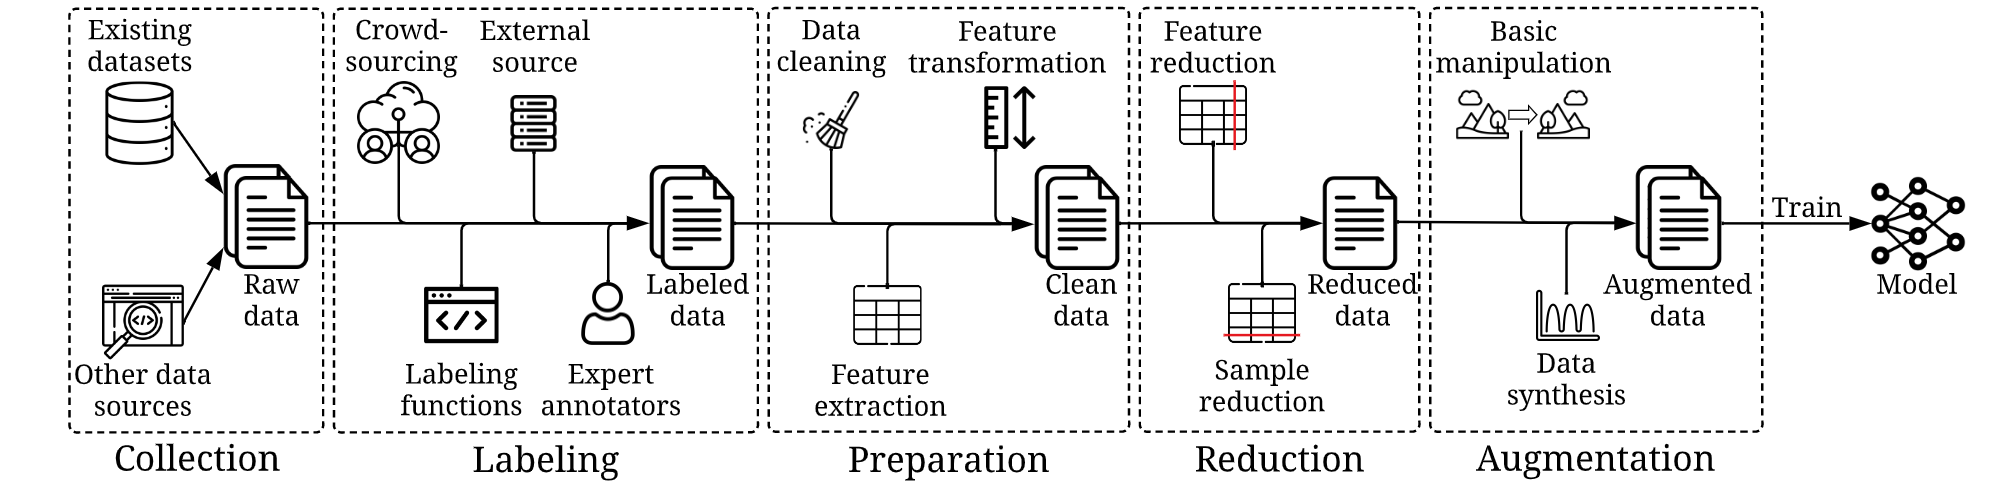 Existing
datasets
Other data
sources
Raw
data
Collection
Crowd-
sourcing
External
source
Labeling
functions
Expert
annotators
Labeled
data
Labeling
Data
cleaning
Feature
transformation
Feature
extraction
Clean
data
Preparation
Feature
reduction
Sample
reduction
Reduced
data
Reduction
Basic
manipulation
Data
synthesis
Augmented
data
Augmentation
Train
Model